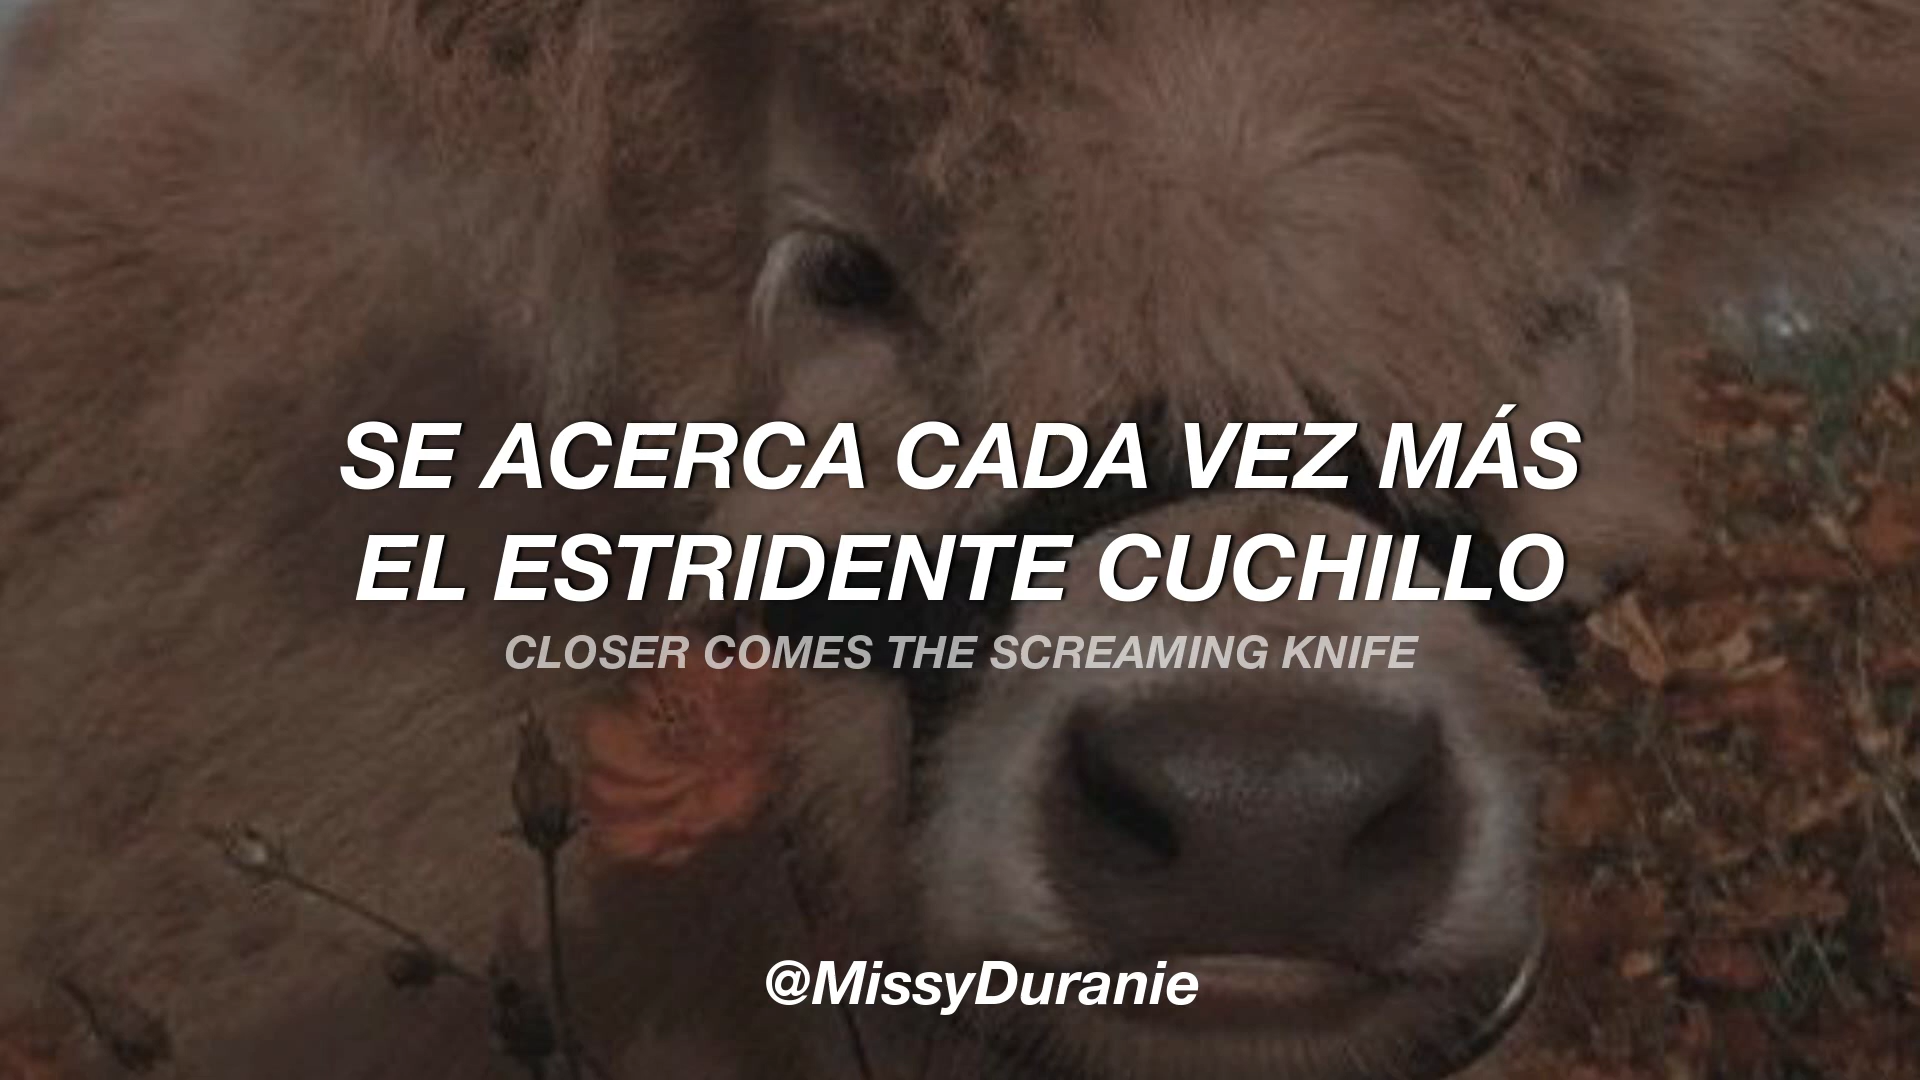 SE ACERCA CADA VEZ MÁS
EL ESTRIDENTE CUCHILLO
CLOSER COMES THE SCREAMING KNIFE
@MissyDuranie